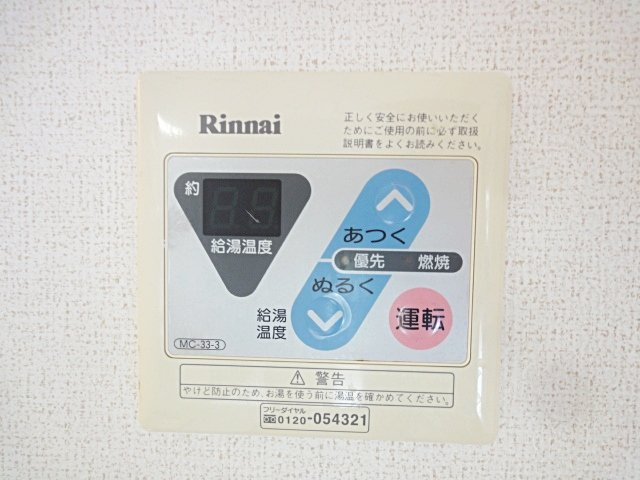 Rinnai
正しく安全にお使いいただく
ためにご使用の前に必ず取扱
説明書をよくお読みください。
約
給湯温度
あつく
優先 燃焼
ぬるく
給湯
温度
運転
MC-33-3
⚠ 警告
やけど防止のため、お湯を使う前に湯温を確かめてください。
フリーダイヤル
0120-054321